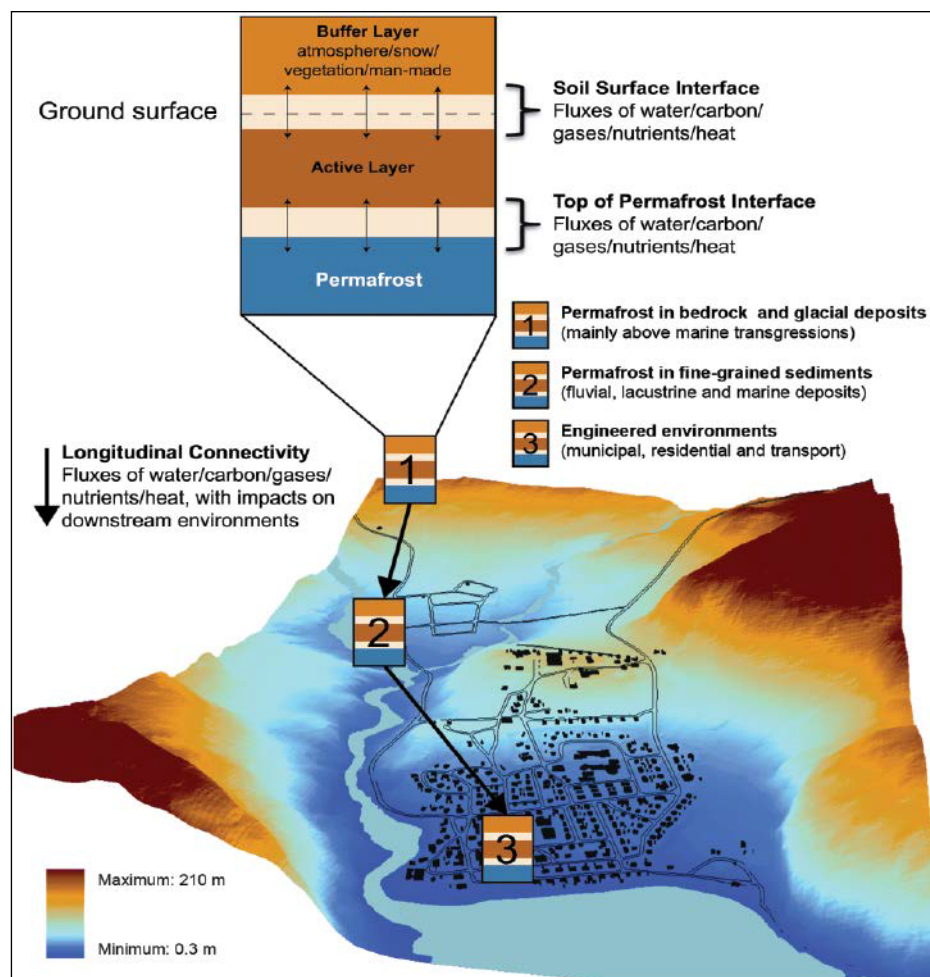 Buffer Layer
atmosphere/snow/
vegetation/man-made
Ground surface
Soil Surface Interface
Fluxes of water/carbon/
gases/nutrients/heat
Active Layer
Top of Permafrost Interface
Fluxes of water/carbon/
gases/nutrients/heat
Permafrost
1
Permafrost in bedrock and glacial deposits
(mainly above marine transgressions)
2
Permafrost in fine-grained sediments
(fluvial, lacustrine and marine deposits)
3
Engineered environments
(municipal, residential and transport)
Longitudinal Connectivity
Fluxes of water/carbon/gases/
nutrients/heat, with impacts on
downstream environments
1
2
3
Maximum: 210 m
Minimum: 0.3 m